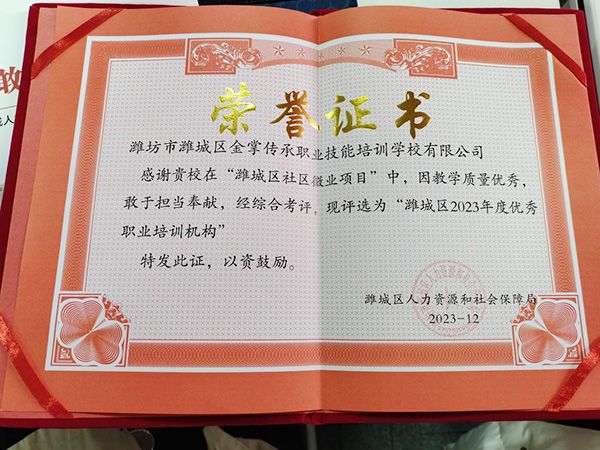 荣誉证书
潍坊市潍城区金掌传承职业技能培训学校有限公司
感谢贵校在“潍城区社区微业项目”中，因教学质量优秀，
敢于担当奉献，经综合考评，现评选为“潍城区2023年度优秀
职业培训机构”
特发此证，以资鼓励。
潍城区人力资源和社会保障局
2023-12
敢